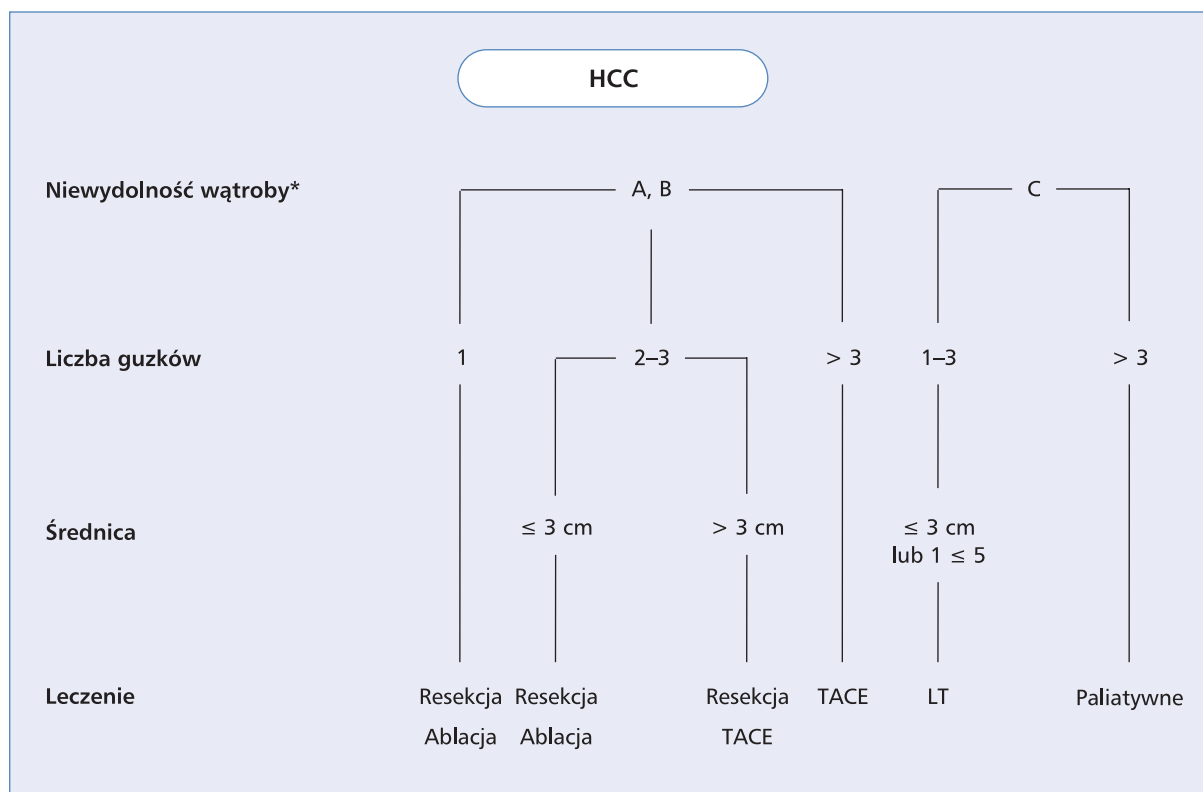 HCC
Niewydolność wątroby* A, B C
Liczba guzków 1 2–3 > 3 1–3 > 3
Średnica ≤ 3 cm > 3 cm ≤ 3 cm
lub 1 ≤ 5
Leczenie Resekcja Resekcja Resekcja TACE LT Paliatywne
Ablacja Ablacja TACE